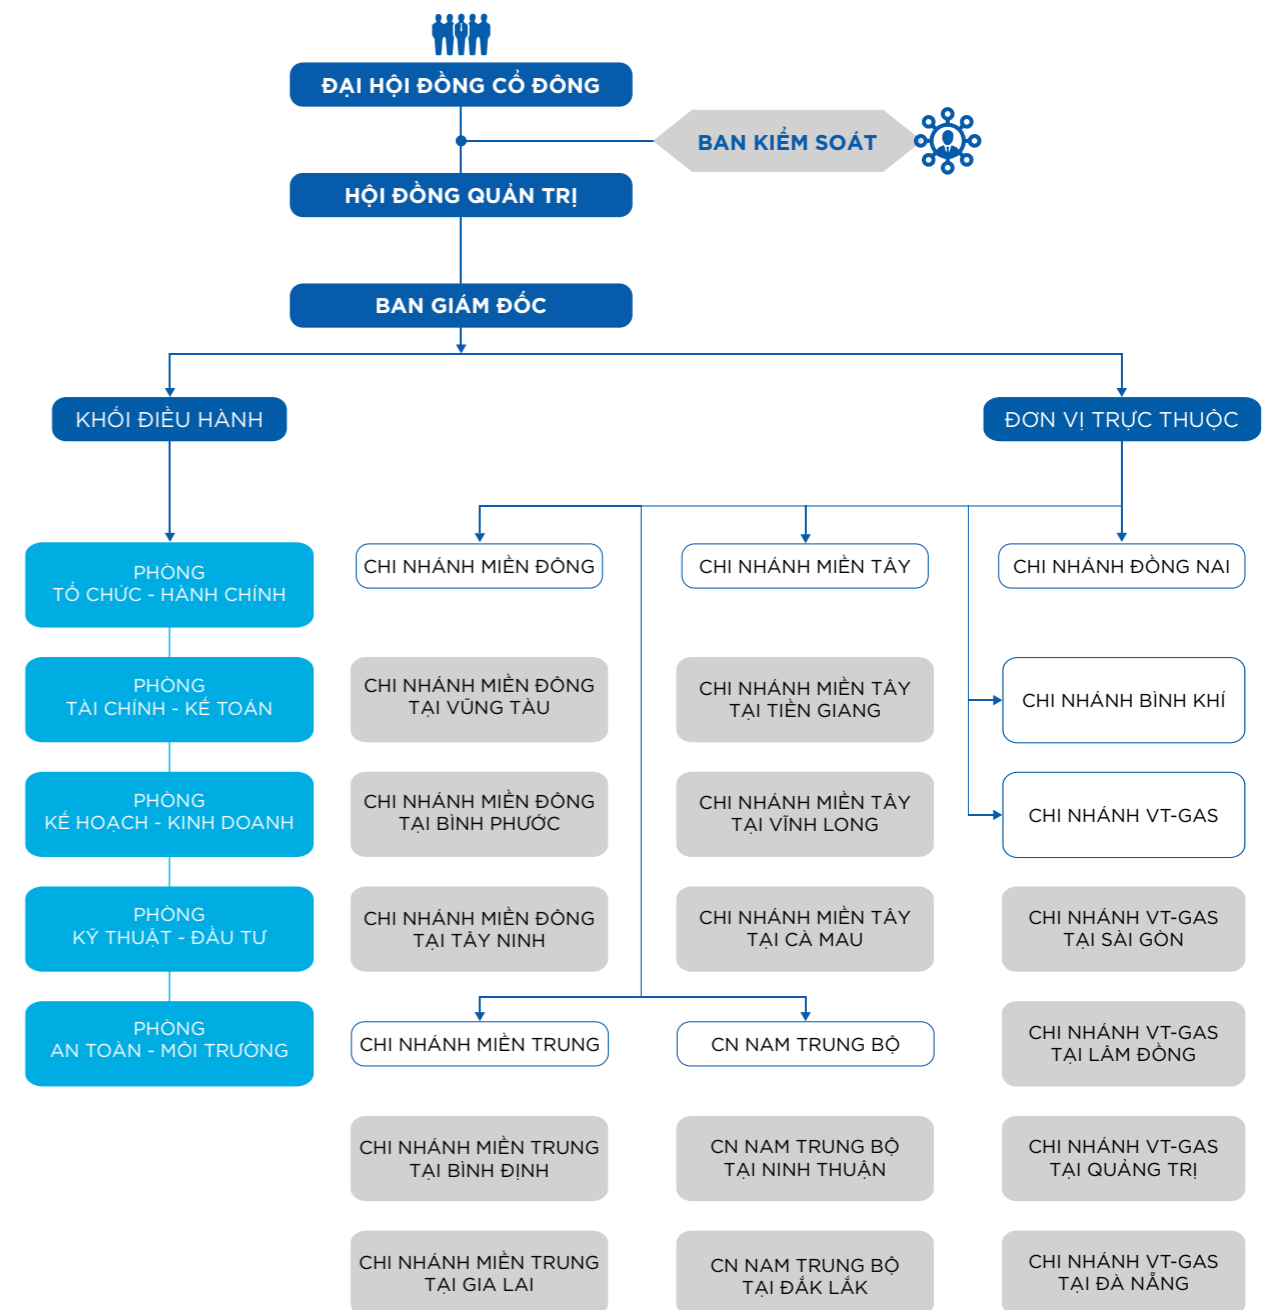 ĐẠI HỘI ĐỒNG CỔ ĐÔNG
BAN KIỂM SOÁT
HỘI ĐỒNG QUẢN TRỊ
BAN GIÁM ĐỐC
KHỐI ĐIỀU HÀNH
ĐƠN VỊ TRỰC THUỘC
PHÒNG
TỔ CHỨC - HÀNH CHÍNH
PHÒNG
TÀI CHÍNH - KẾ TOÁN
PHÒNG
KẾ HOẠCH - KINH DOANH
PHÒNG
KỸ THUẬT - ĐẦU TƯ
PHÒNG
AN TOÀN - MÔI TRƯỜNG
CHI NHÁNH MIỀN ĐÔNG
CHI NHÁNH MIỀN ĐÔNG
TẠI VŨNG TÀU
CHI NHÁNH MIỀN ĐÔNG
TẠI BÌNH PHƯỚC
CHI NHÁNH MIỀN ĐÔNG
TẠI TÂY NINH
CHI NHÁNH MIỀN TRUNG
CHI NHÁNH MIỀN TRUNG
TẠI BÌNH ĐỊNH
CHI NHÁNH MIỀN TRUNG
TẠI GIA LAI
CHI NHÁNH MIỀN TÂY
CHI NHÁNH MIỀN TÂY
TẠI TIỀN GIANG
CHI NHÁNH MIỀN TÂY
TẠI VĨNH LONG
CHI NHÁNH MIỀN TÂY
TẠI CÀ MAU
CN NAM TRUNG BỘ
CN NAM TRUNG BỘ
TẠI NINH THUẬN
CN NAM TRUNG BỘ
TẠI ĐẮK LẮK
CHI NHÁNH ĐỒNG NAI
CHI NHÁNH BÌNH KHÍ
CHI NHÁNH VT-GAS
CHI NHÁNH VT-GAS
TẠI SÀI GÒN
CHI NHÁNH VT-GAS
TẠI LÂM ĐỒNG
CHI NHÁNH VT-GAS
TẠI QUẢNG TRỊ
CHI NHÁNH VT-GAS
TẠI ĐÀ NẴNG